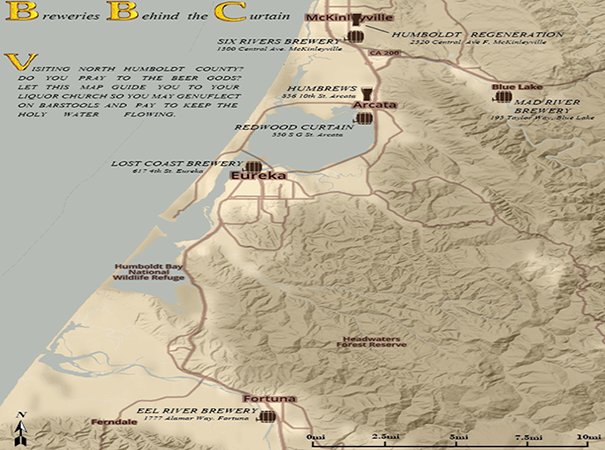 Breweries Behind the Curtain
McKinleyville
HUMBOLDT REGENERATION
2320 Central Ave F. McKinleyville
SIX RIVERS BREWERY
1300 Central Ave. McKinleyville
VISITING NORTH HUMBOLDT COUNTY?
DO YOU PRAY TO THE BEER GODS?
LET THIS MAP GUIDE YOU TO YOUR
LIQUOR CHURCH SO YOU MAY GENUFLECT
ON BARSTOOLS AND PAY TO KEEP THE
HOLY WATER FLOWING.
CA 200
Blue Lake
HUMBREWS
856 10th St. Arcata
Arcata
MAD RIVER
BREWERY
195 Taylor Way, Blue Lake
REDWOOD CURTAIN
550 S G St. Arcata
LOST COAST BREWERY
617 4th St. Eureka
Eureka
Humboldt Bay
National
Wildlife Refuge
Headwaters
Forest Reserve
Fortuna
EEL RIVER BREWERY
1777 Alamar Way, Fortuna
Ferndale
N
0mi 2.5mi 5mi 7.5mi 10mi